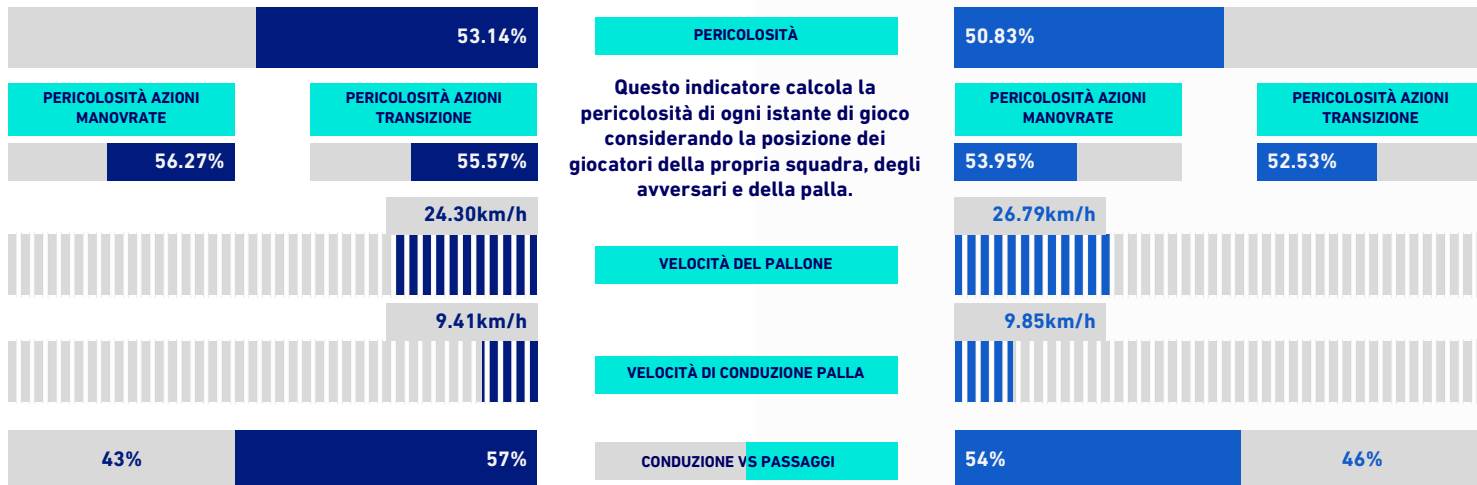 53.14%
PERICOLOSITÀ
50.83%
PERICOLOSITÀ AZIONI
MANOVRATE
PERICOLOSITÀ AZIONI
TRANSIZIONE
Questo indicatore calcola la
pericolosità di ogni istante di gioco
considerando la posizione dei
giocatori della propria squadra, degli
avversari e della palla.
PERICOLOSITÀ AZIONI
MANOVRATE
PERICOLOSITÀ AZIONI
TRANSIZIONE
56.27%
55.57%
53.95%
52.53%
24.30km/h
VELOCITÀ DEL PALLONE
26.79km/h
9.41km/h
VELOCITÀ DI CONDUZIONE PALLA
9.85km/h
43%
57%
CONDUZIONE VS PASSAGGI
54%
46%